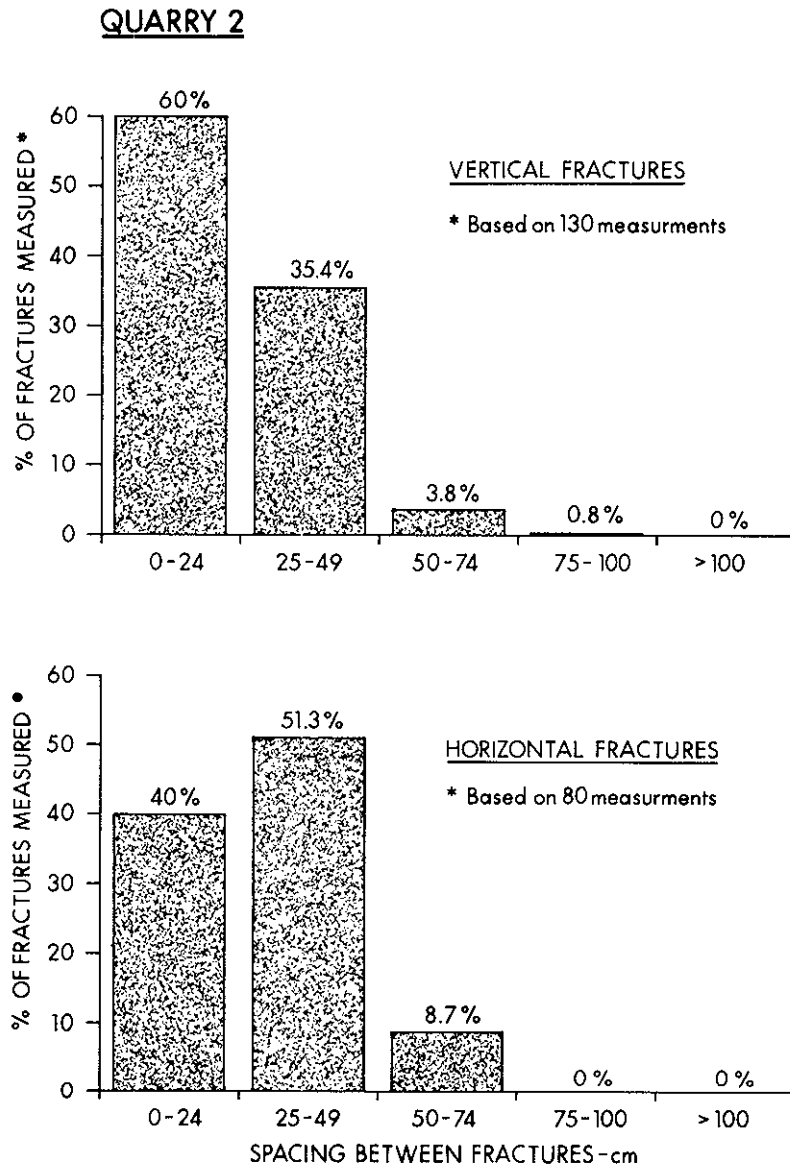 QUARRY 2
% OF FRACTURES MEASURED *
60
50
40
30
20
10
0
60%
35.4%
3.8%
0.8%
0%
VERTICAL FRACTURES
* Based on 130 measurments
0-24 25-49 50-74 75-100 >100
% OF FRACTURES MEASURED •
60
50
40
30
20
10
0
40%
51.3%
8.7%
0%
0%
HORIZONTAL FRACTURES
* Based on 80 measurments
0-24 25-49 50-74 75-100 >100
SPACING BETWEEN FRACTURES-cm